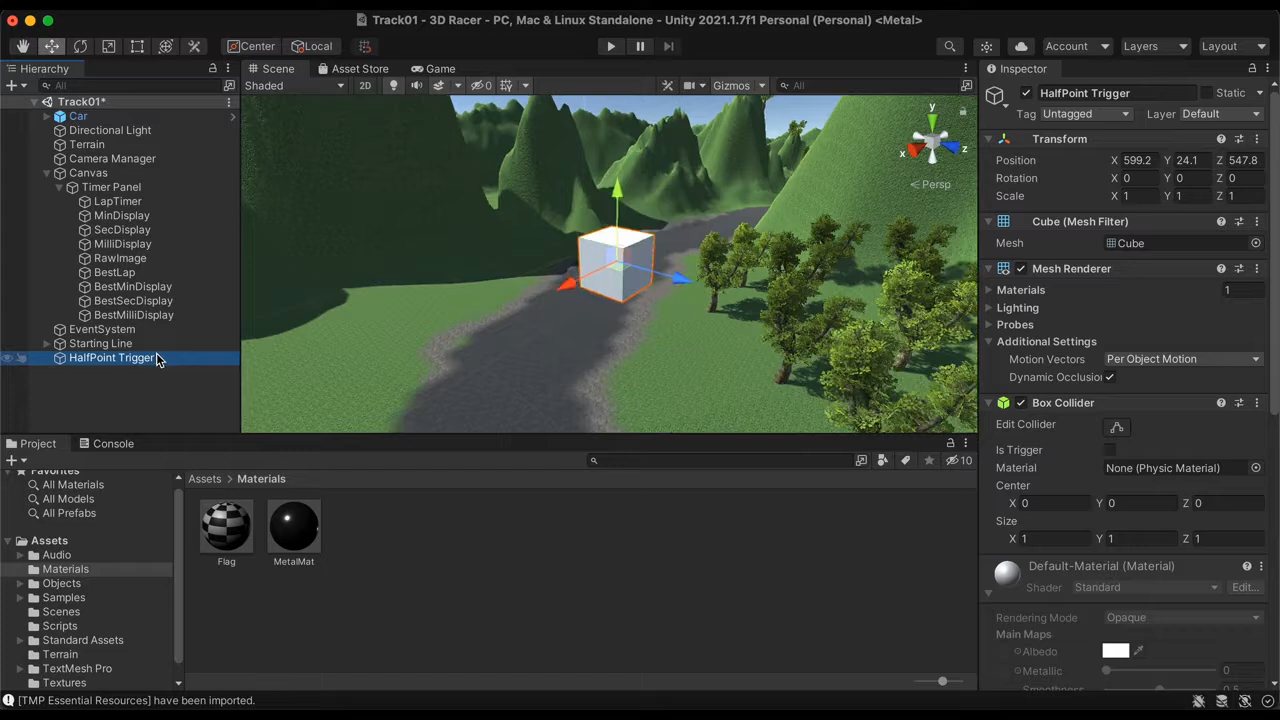 Track01 - 3D Racer - PC, Mac & Linux Standalone - Unity 2021.1.7f1 Personal (Personal) <Metal>
Center Local Account Layers Layout
Hierarchy
All
Track01*
Car
Directional Light
Terrain
Camera Manager
Canvas
Timer Panel
LapTimer
MinDisplay
SecDisplay
MilliDisplay
RawImage
BestLap
BestMinDisplay
BestSecDisplay
BestMilliDisplay
EventSystem
Starting Line
HalfPoint Trigger
Scene Asset Store Game
Shaded 2D 0 Gizmos All
y
x z
Persp
Inspector
HalfPoint Trigger Static
Tag Untagged Layer Default
Transform
Position X 599.2 Y 24.1 Z 547.8
Rotation X 0 Y 0 Z 0
Scale X 1 Y 1 Z 1
Cube (Mesh Filter)
Mesh Cube
Mesh Renderer
Materials 1
Lighting
Probes
Additional Settings
Motion Vectors Per Object Motion
Dynamic Occlusion
Box Collider
Edit Collider
Is Trigger
Material None (Physic Material)
Center
X 0 Y 0 Z 0
Size
X 1 Y 1 Z 1
Default-Material (Material)
Shader Standard Edit...
Rendering Mode Opaque
Main Maps
Albedo
Metallic 0
Smoothness 0.5
Project Console
10
Favorites
All Materials
All Models
All Prefabs
Assets
Audio
Materials
Objects
Samples
Scenes
Scripts
Standard Assets
Terrain
TextMesh Pro
Textures
Assets > Materials
Flag MetalMat
[TMP Essential Resources] have been imported.